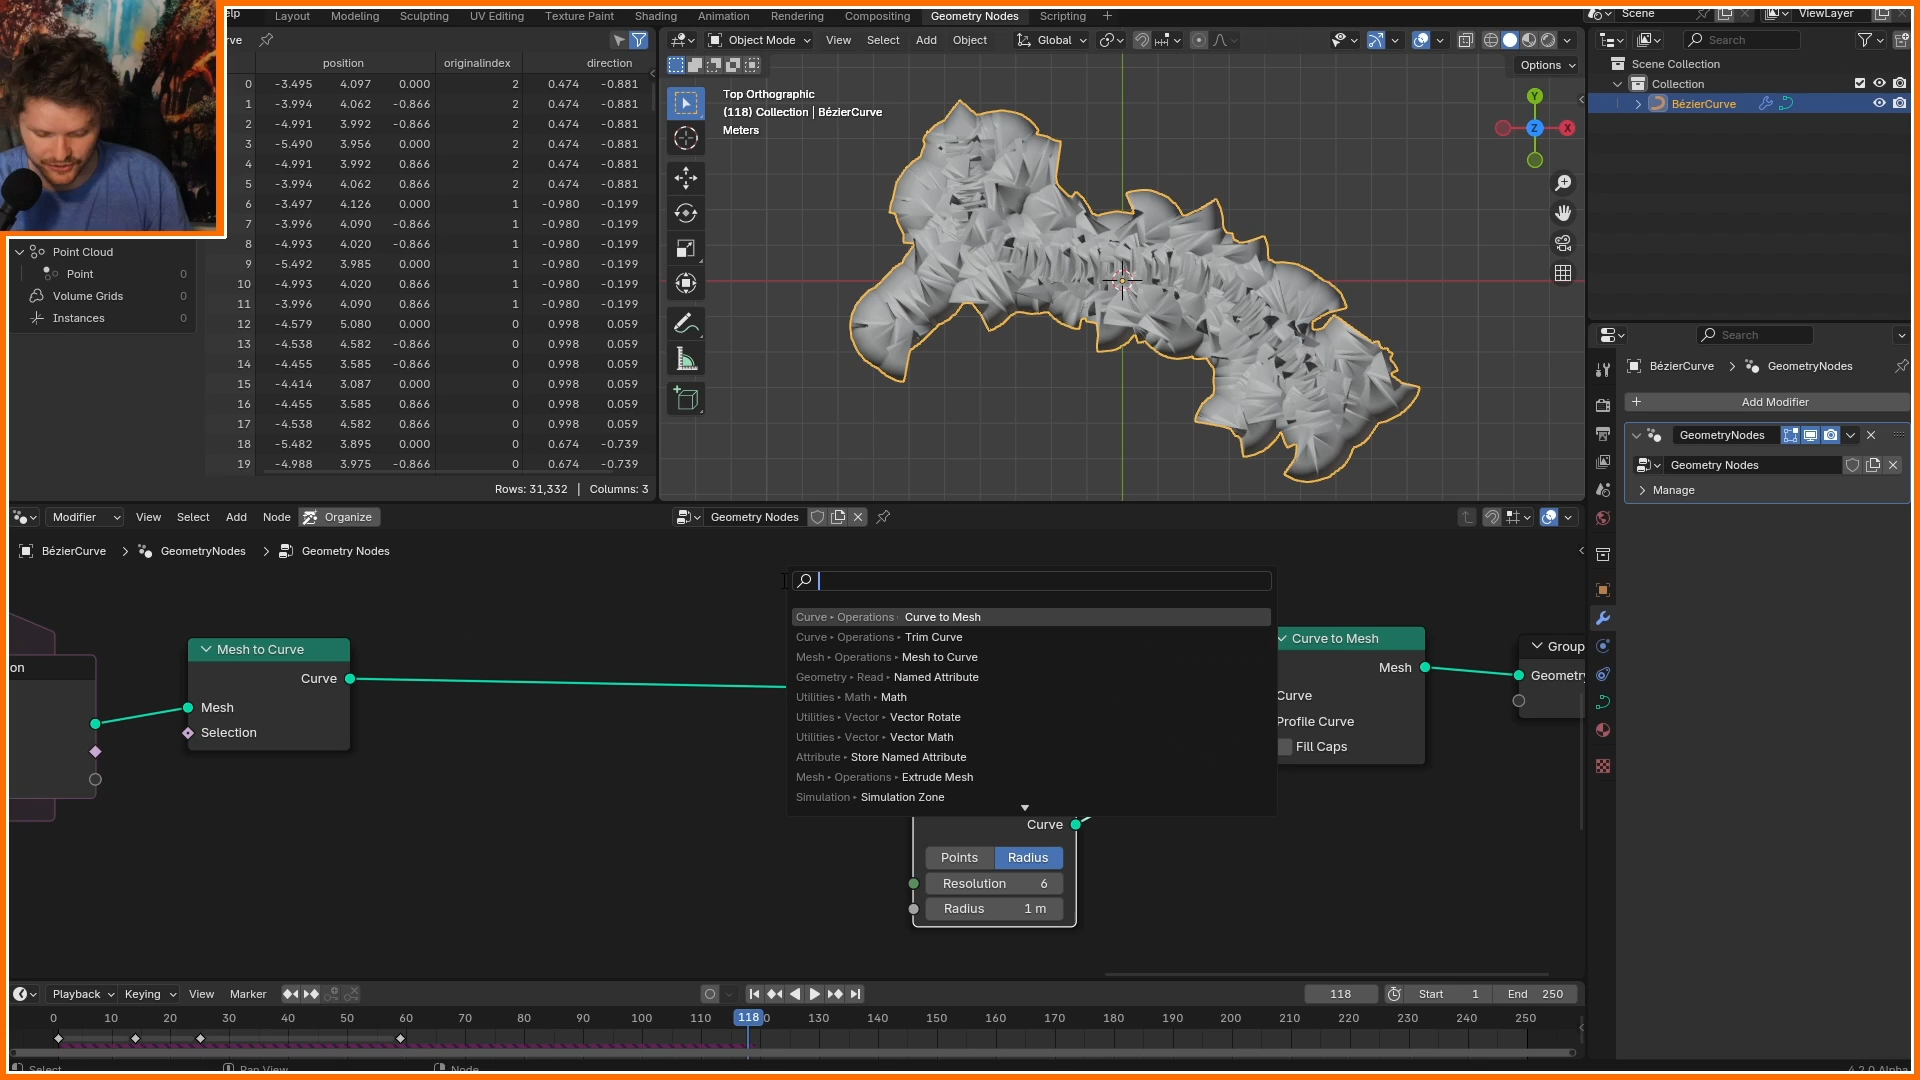 elp
Layout Modeling Sculpting UV Editing Texture Paint Shading Animation Rendering Compositing Geometry Nodes Scripting +
Scene ViewLayer
rve
Object Mode View Select Add Object Global
Search
Options
position originalindex direction
0 -3.495 4.097 0.000 2 0.474 -0.881
1 -3.994 4.062 -0.866 2 0.474 -0.881
2 -4.991 3.992 -0.866 2 0.474 -0.881
3 -5.490 3.956 0.000 2 0.474 -0.881
4 -4.991 3.992 0.866 2 0.474 -0.881
5 -3.994 4.062 0.866 2 0.474 -0.881
6 -3.497 4.126 0.000 1 -0.980 -0.199
7 -3.996 4.090 -0.866 1 -0.980 -0.199
8 -4.993 4.020 -0.866 1 -0.980 -0.199
9 -5.492 3.985 0.000 1 -0.980 -0.199
10 -4.993 4.020 0.866 1 -0.980 -0.199
11 -3.996 4.090 0.866 1 -0.980 -0.199
12 -4.579 5.080 0.000 0 0.998 0.059
13 -4.538 4.582 -0.866 0 0.998 0.059
14 -4.455 3.585 -0.866 0 0.998 0.059
15 -4.414 3.087 0.000 0 0.998 0.059
16 -4.455 3.585 0.866 0 0.998 0.059
17 -4.538 4.582 0.866 0 0.998 0.059
18 -5.482 3.895 0.000 0 0.674 -0.739
19 -4.988 3.975 -0.866 0 0.674 -0.739
Rows: 31,332 | Columns: 3
Point Cloud
Point 0
Volume Grids 0
Instances 0
Top Orthographic
(118) Collection | BézierCurve
Meters
Y
Z
X
Scene Collection
Collection
BézierCurve
Search
BézierCurve > GeometryNodes
+ Add Modifier
GeometryNodes
Geometry Nodes
Manage
Modifier View Select Add Node Organize
Geometry Nodes
BézierCurve > GeometryNodes > Geometry Nodes
on
Mesh to Curve
Curve
Mesh
Selection
Curve ▸ Operations ▸ Curve to Mesh
Curve ▸ Operations ▸ Trim Curve
Mesh ▸ Operations ▸ Mesh to Curve
Geometry ▸ Read ▸ Named Attribute
Utilities ▸ Math ▸ Math
Utilities ▸ Vector ▸ Vector Rotate
Utilities ▸ Vector ▸ Vector Math
Attribute ▸ Store Named Attribute
Mesh ▸ Operations ▸ Extrude Mesh
Simulation ▸ Simulation Zone
Curve to Mesh
Mesh
Curve
Profile Curve
Fill Caps
Group
Geometry
Curve
Points Radius
Resolution 6
Radius 1 m
Playback Keying View Marker
118 Start 1 End 250
0 10 20 30 40 50 60 70 80 90 100 110 118 0 130 140 150 160 170 180 190 200 210 220 230 240 250
Select Pan View Node
4.2.0 Alpha